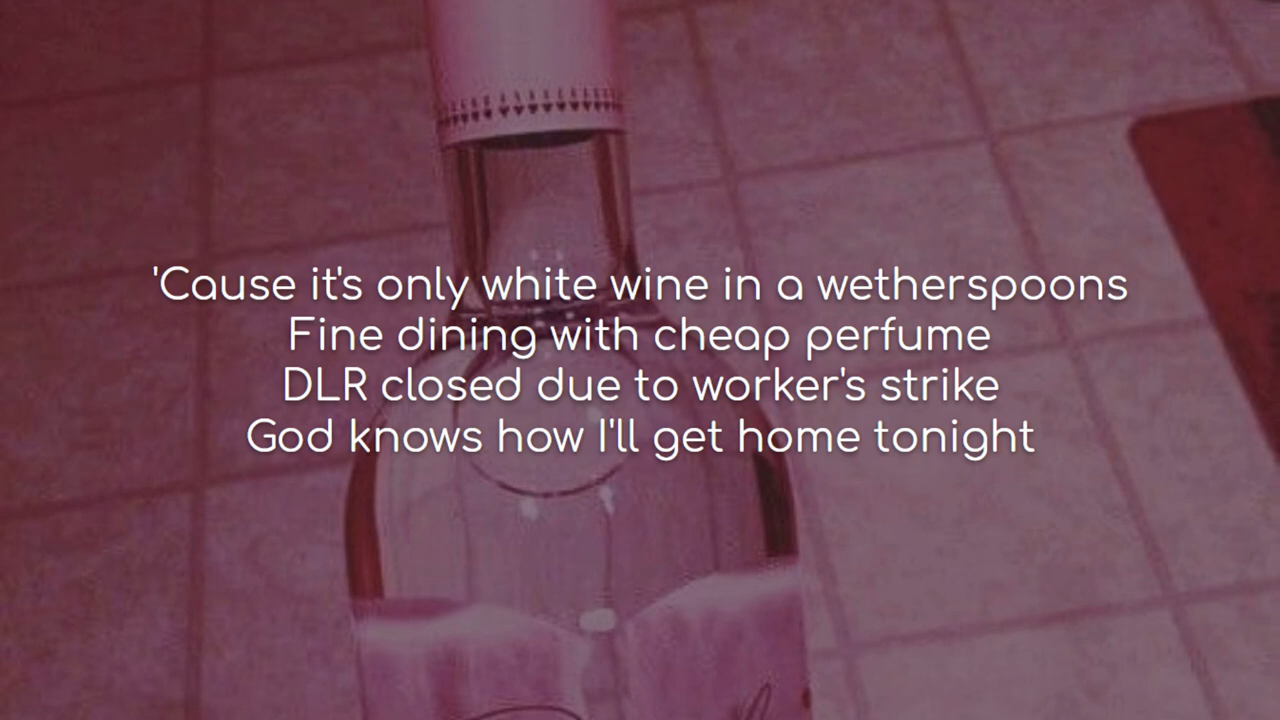 'Cause it's only white wine in a wetherspoons
Fine dining with cheap perfume
DLR closed due to worker's strike
God knows how I'll get home tonight